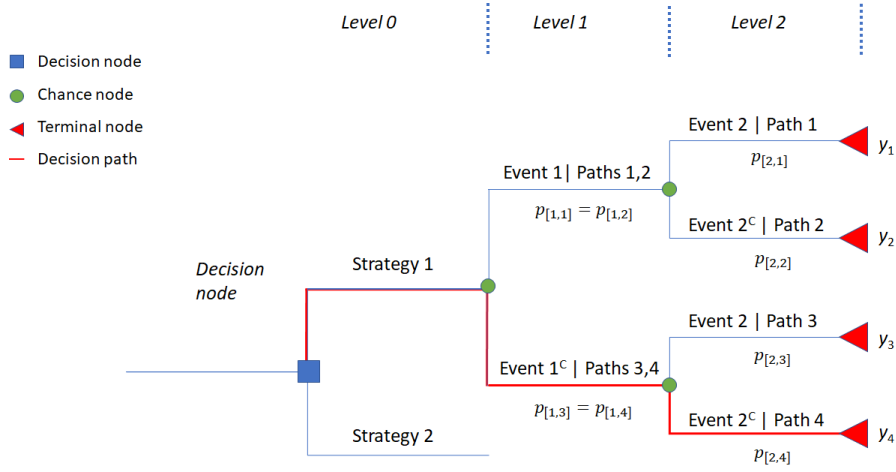 Level 0
Level 1
Level 2
Decision node
Chance node
Terminal node
Decision path
Event 2 | Path 1
p[2,1]
y1
Event 1| Paths 1,2
p[1,1] = p[1,2]
Event 2ᶜ | Path 2
p[2,2]
y2
Decision
node
Strategy 1
Event 2 | Path 3
p[2,3]
y3
Event 1ᶜ | Paths 3,4
p[1,3] = p[1,4]
Event 2ᶜ | Path 4
p[2,4]
y4
Strategy 2